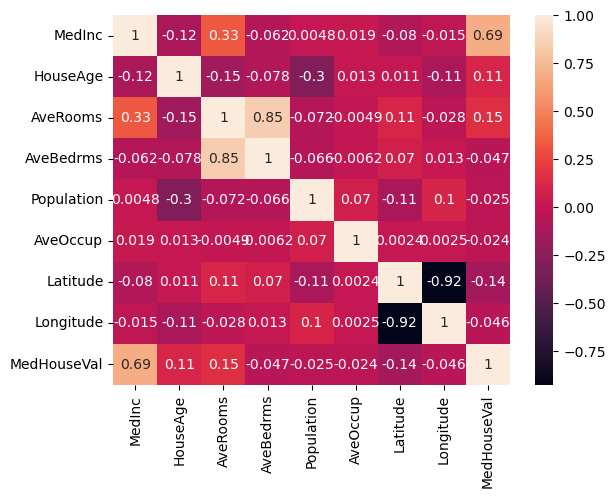 MedInc 1 -0.12 0.33 -0.062 0.0048 0.019 -0.08 -0.015 0.69
HouseAge -0.12 1 -0.15 -0.078 -0.3 0.013 0.011 -0.11 0.11
AveRooms 0.33 -0.15 1 0.85 -0.072 -0.0049 0.11 -0.028 0.15
AveBedrms -0.062 -0.078 0.85 1 -0.066 -0.0062 0.07 0.013 -0.047
Population 0.0048 -0.3 -0.072 -0.066 1 0.07 -0.11 0.1 -0.025
AveOccup 0.019 0.013 -0.0049 -0.0062 0.07 1 0.0024 0.0025 -0.024
Latitude -0.08 0.011 0.11 0.07 -0.11 0.0024 1 -0.92 -0.14
Longitude -0.015 -0.11 -0.028 0.013 0.1 0.0025 -0.92 1 -0.046
MedHouseVal 0.69 0.11 0.15 -0.047 -0.025 -0.024 -0.14 -0.046 1
MedInc
HouseAge
AveRooms
AveBedrms
Population
AveOccup
Latitude
Longitude
MedHouseVal
1.00
0.75
0.50
0.25
0.00
−0.25
−0.50
−0.75